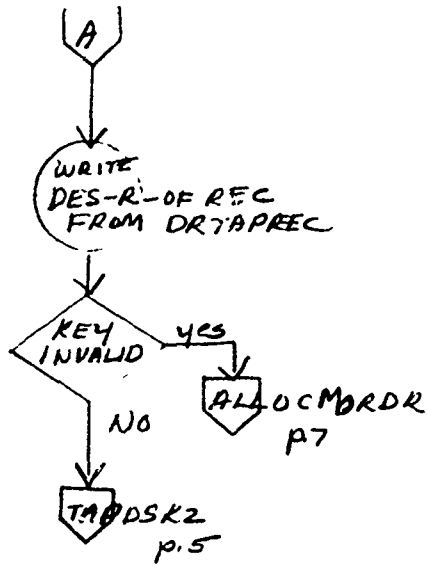 A
WRITE
DES-R-OF REC
FROM DRTAPREC
KEY
INVALID
yes
ALLOCMORDR
p7
No
TAPDSK2
p.5